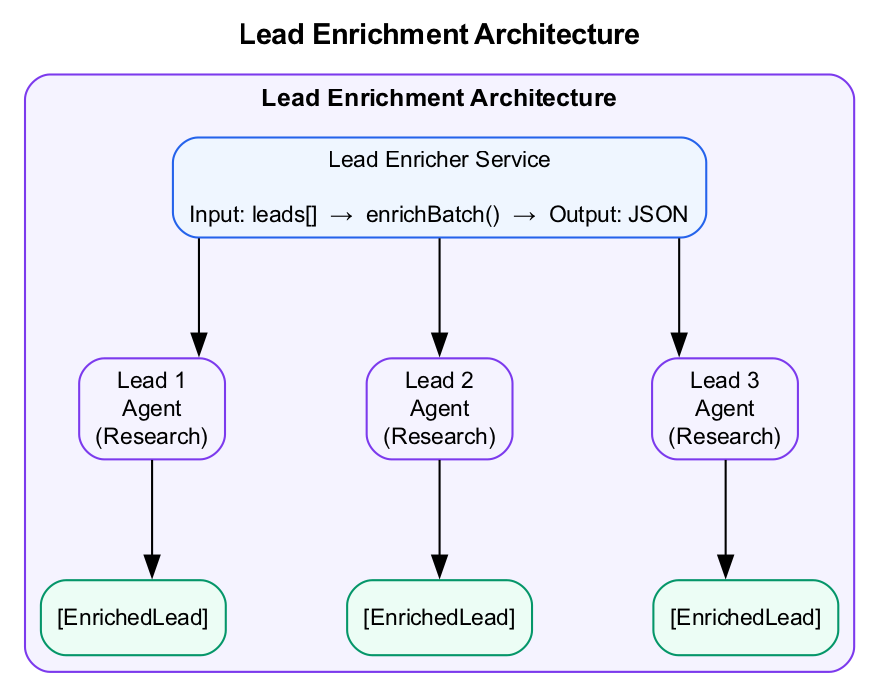 Lead Enrichment Architecture
Lead Enrichment Architecture
Lead Enricher Service
Input: leads[] → enrichBatch() → Output: JSON
Lead 1
Agent
(Research)
Lead 2
Agent
(Research)
Lead 3
Agent
(Research)
[EnrichedLead]
[EnrichedLead]
[EnrichedLead]